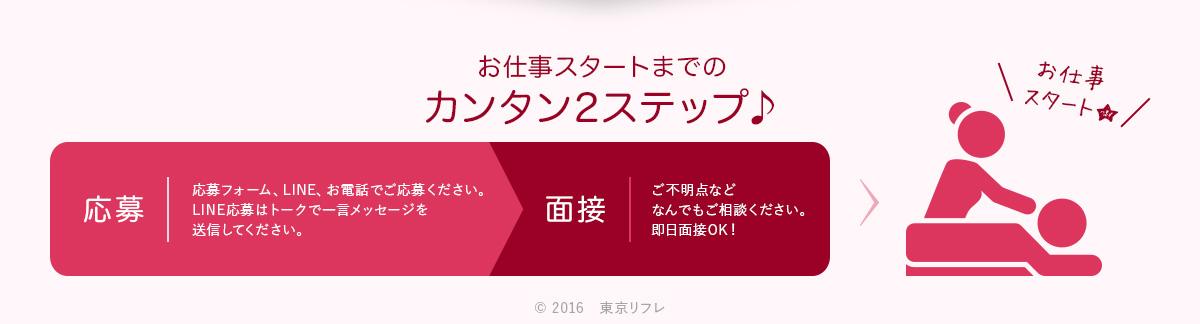 お仕事スタートまでの
カンタン2ステップ♪
応募
応募フォーム、LINE、お電話でご応募ください。
LINE応募はトークで一言メッセージを
送信してください。
面接
ご不明点など
なんでもご相談ください。
即日面接OK！
お仕事
スタート
© 2016　東京リフレ